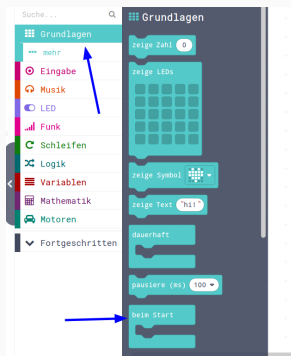 Suche...
Grundlagen
mehr
Eingabe
Musik
LED
Funk
Schleifen
Logik
Variablen
Mathematik
Motoren
Fortgeschritten
Grundlagen
zeige Zahl 0
zeige LEDs
zeige Symbol
zeige Text "hi!"
dauerhaft
pausiere (ms) 100
beim Start